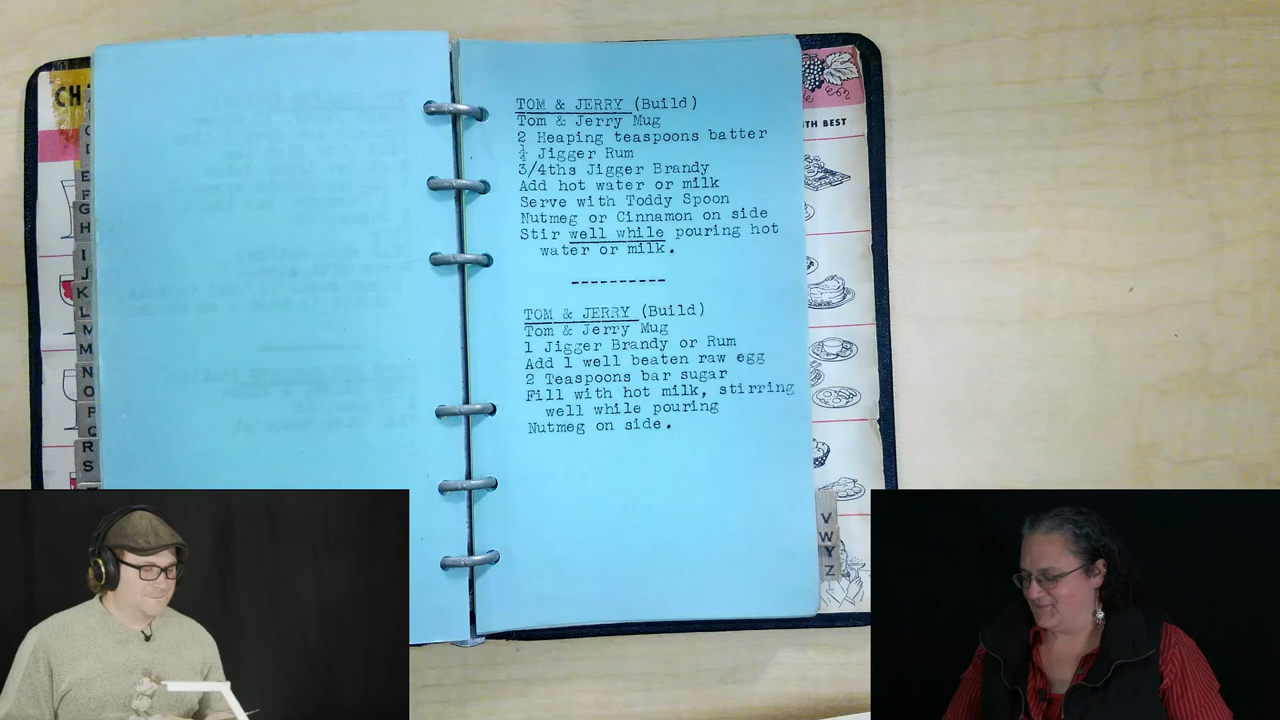 CH
C
D
E
F
G
H
I
J
K
L
M
M
N
O
P
Q
R
S
TOM & JERRY (Build)
Tom & Jerry Mug
2 Heaping teaspoons batter
Jigger Rum
3/4ths Jigger Brandy
Add hot water or milk
Serve with Toddy Spoon
Nutmeg or Cinnamon on side
Stir well while pouring hot
water or milk.
----------
TOM & JERRY (Build)
Tom & Jerry Mug
1 Jigger Brandy or Rum
Add 1 well beaten raw egg
2 Teaspoons bar sugar
Fill with hot milk, stirring
well while pouring
Nutmeg on side.
TH BEST
V
W
Y
Z